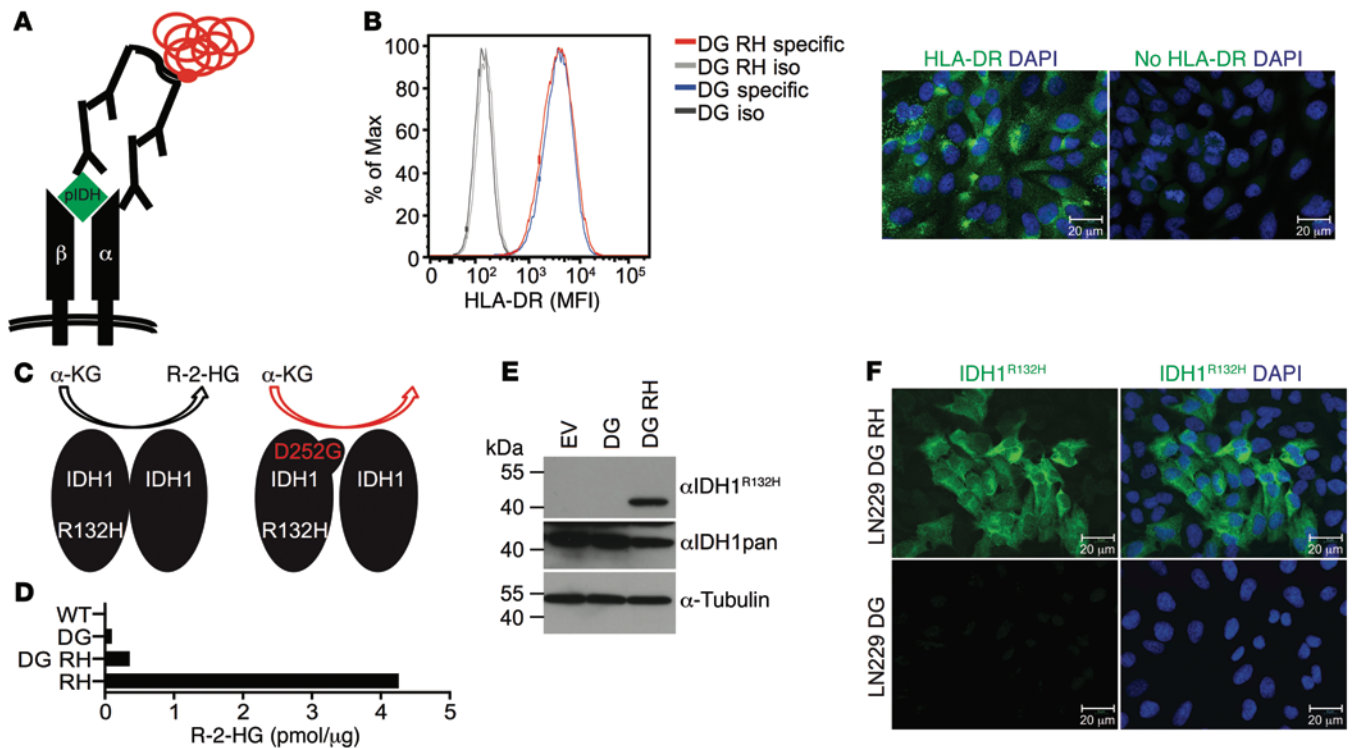 A
pIDH
β α
B
100
80
60
40
20
0
% of Max
0 10² 10³ 10⁴ 10⁵
HLA-DR (MFI)
DG RH specific
DG RH iso
DG specific
DG iso
HLA-DR DAPI
No HLA-DR
DAPI
20 μm
20 μm
C
α-KG R-2-HG
IDH1 IDH1
R132H
α-KG
D252G
IDH1 IDH1
R132H
D
WT
DG
DG RH
RH
0 1 2 3 4 5
R-2-HG (pmol/μg)
E
EV DG DG RH
kDa
55
40
αIDH1ᴿ¹³²ᴴ
40
αIDH1pan
55
40
α-Tubulin
F
IDH1ᴿ¹³²ᴴ
IDH1ᴿ¹³²ᴴ DAPI
LN229 DG RH
20 μm
20 μm
LN229 DG
20 μm
20 μm